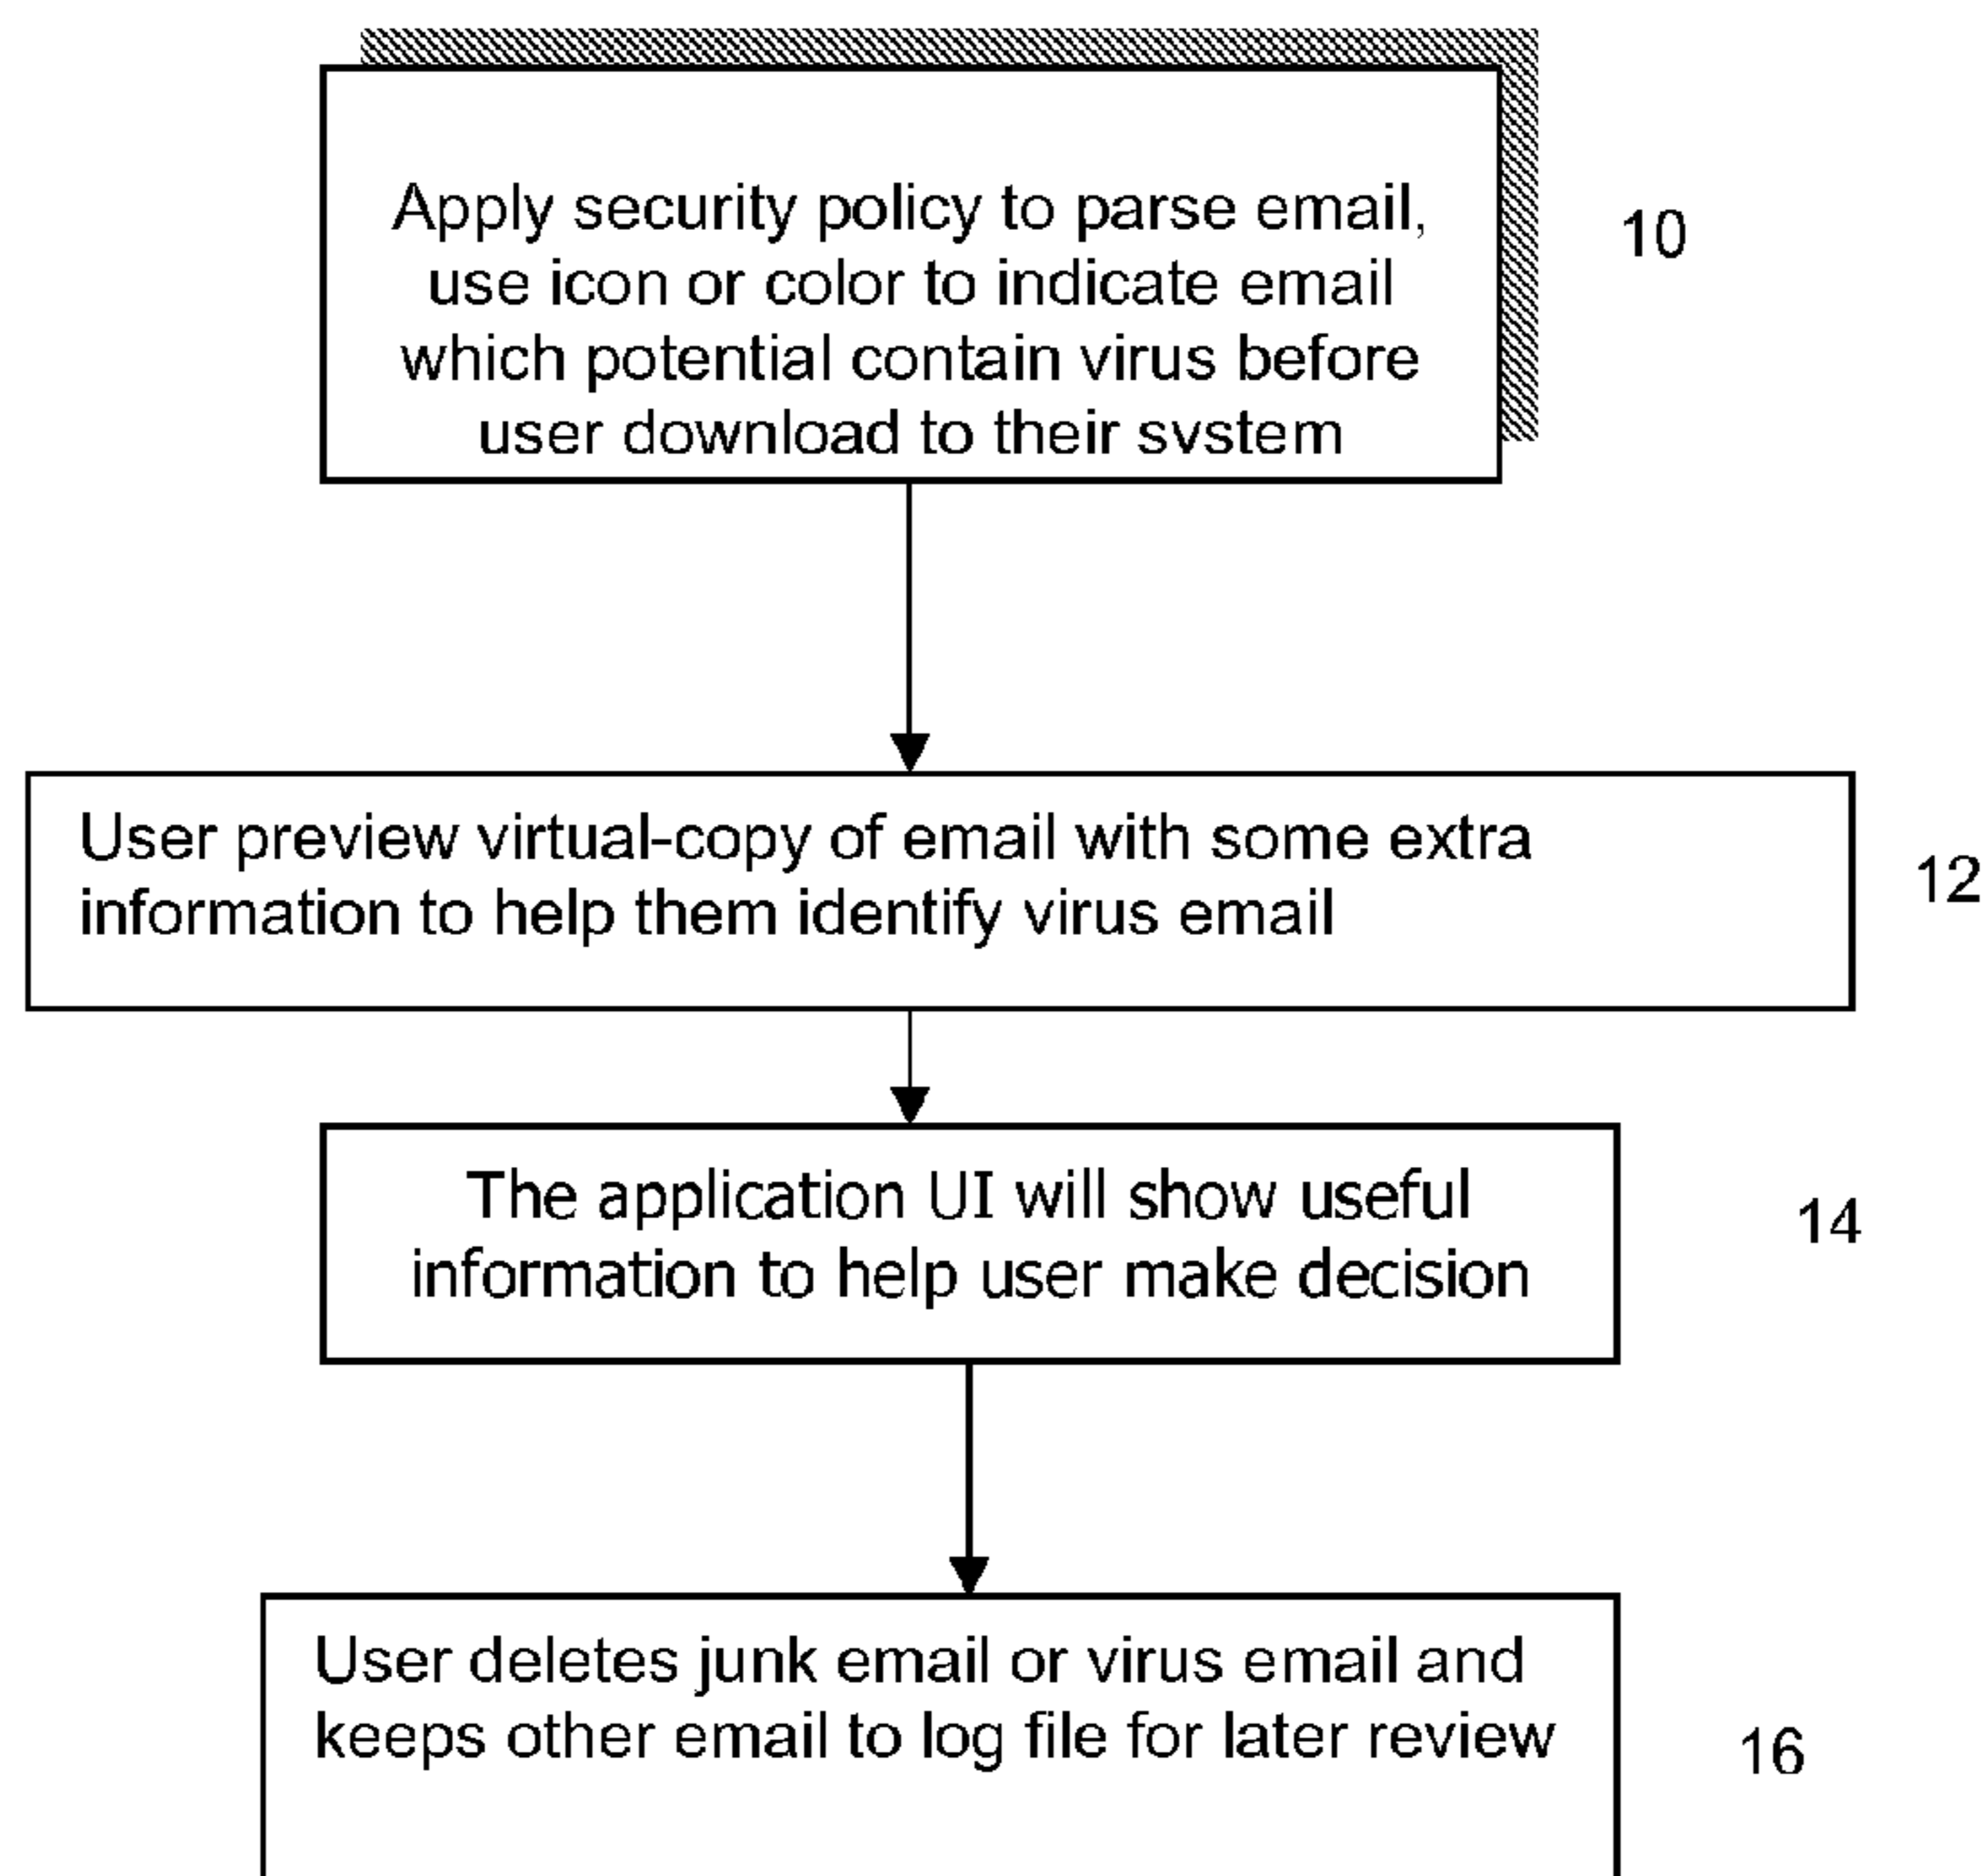 Apply security policy to parse email,
use icon or color to indicate email
which potential contain virus before
user download to their system
10
User preview virtual-copy of email with some extra
information to help them identify virus email
12
The application UI will show useful
information to help user make decision
14
User deletes junk email or virus email and
keeps other email to log file for later review
16